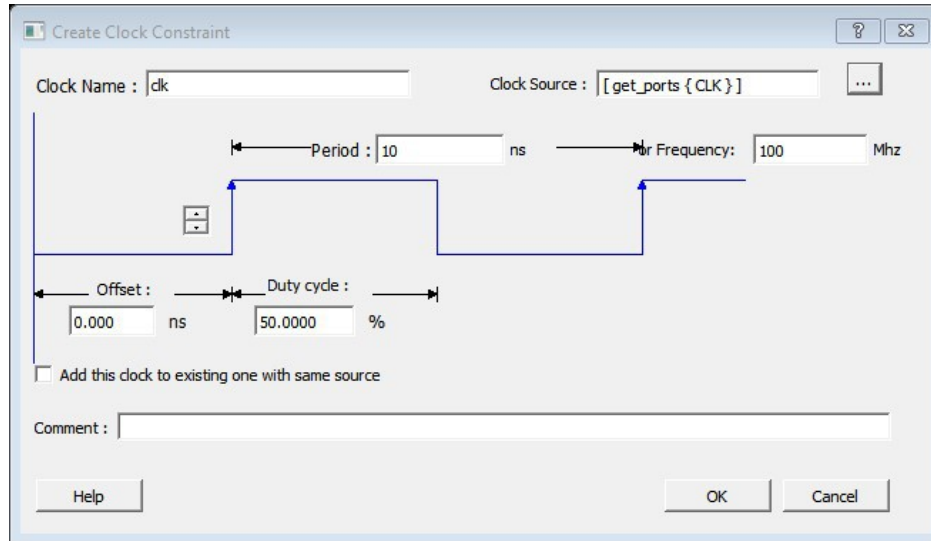 Create Clock Constraint
Clock Name : clk Clock Source : [ get_ports { CLK } ] ...
Period : 10 ns or Frequency: 100 Mhz
Offset : Duty cycle :
0.000 ns 50.0000 %
Add this clock to existing one with same source
Comment :
Help OK Cancel